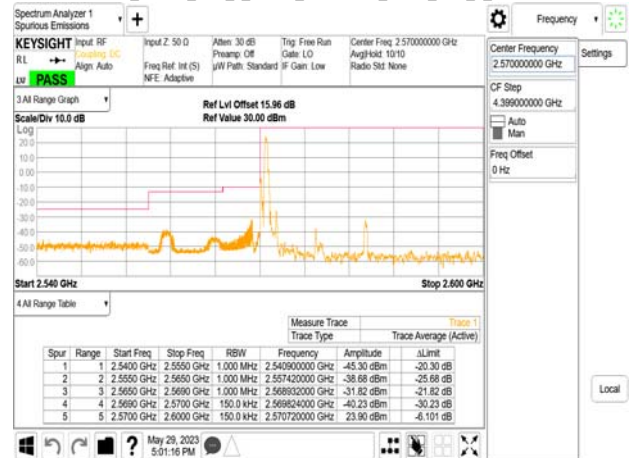 Spectrum Analyzer 1
Spurious Emissions
Frequency
KEYSIGHT Input: RF Input Z: 50 Ω Atten: 30 dB Trig: Free Run Center Freq: 2.570000000 GHz
RL Coupling: DC Preamp: Off Gate: LO Avg|Hold: 10/10
Align: Auto Freq Ref: Int (S) µW Path: Standard IF Gain: Low Radio Std: None
LU PASS NFE: Adaptive
Center Frequency
2.570000000 GHz
Settings
CF Step
4.399000000 GHz
Auto
Man
Freq Offset
0 Hz
3 All Range Graph
Ref Lvl Offset 15.96 dB
Scale/Div 10.0 dB Ref Value 30.00 dBm
Log
20.0
10.0
0.00
-10.0
-20.0
-30.0
-40.0
-50.0
-60.0
Start 2.540 GHz Stop 2.600 GHz
4 All Range Table
Measure Trace Trace 1
Trace Type Trace Average (Active)
Spur Range Start Freq Stop Freq RBW Frequency Amplitude ΔLimit
1 1 2.5400 GHz 2.5550 GHz 1.000 MHz 2.540900000 GHz -45.30 dBm -20.30 dB
2 2 2.5550 GHz 2.5650 GHz 1.000 MHz 2.557420000 GHz -38.68 dBm -25.68 dB
3 3 2.5650 GHz 2.5690 GHz 1.000 MHz 2.568932000 GHz -31.82 dBm -21.82 dB
4 4 2.5690 GHz 2.5700 GHz 150.0 kHz 2.569824000 GHz -40.23 dBm -30.23 dB
5 5 2.5700 GHz 2.6000 GHz 150.0 kHz 2.570720000 GHz 23.90 dBm -6.101 dB
Local
May 29, 2023
5:01:16 PM